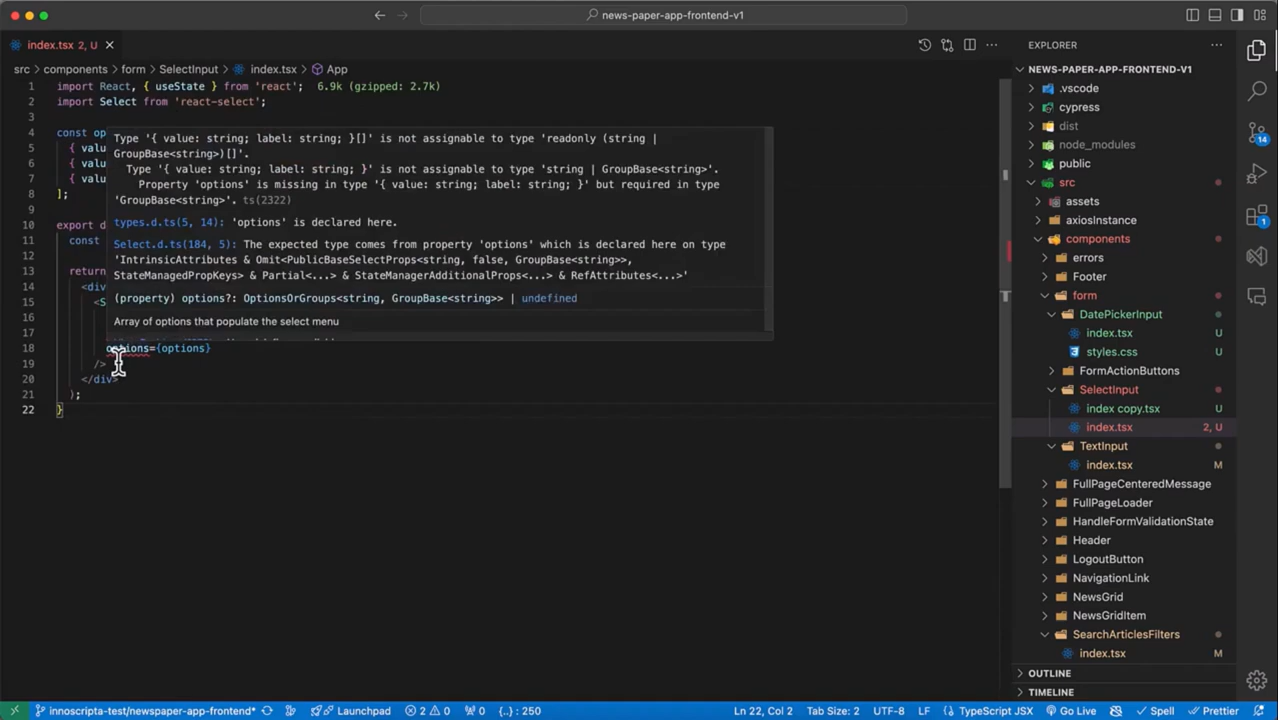 news-paper-app-frontend-v1
index.tsx 2, U
src > components > form > SelectInput > index.tsx > App
1 import React, { useState } from 'react'; 6.9k (gzipped: 2.7k)
2 import Select from 'react-select';
3
4 const op
5 { valu
6 { valu
7 { valu
8 ];
9
10 export d
11 const
12
13 return
14 <div
15 <S
16
17
18 options={options}
19 />
20 </div>
21 );
22 }
Type '{ value: string; label: string; }[]' is not assignable to type 'readonly (string |
GroupBase<string>)[]'.
Type '{ value: string; label: string; }' is not assignable to type 'string | GroupBase<string>'.
Property 'options' is missing in type '{ value: string; label: string; }' but required in type
'GroupBase<string>'. ts(2322)
types.d.ts(5, 14): 'options' is declared here.
Select.d.ts(184, 5): The expected type comes from property 'options' which is declared here on type
'IntrinsicAttributes & Omit<PublicBaseSelectProps<string, false, GroupBase<string>>,
StateManagedPropKeys> & Partial<...> & StateManagerAdditionalProps<...> & RefAttributes<...>'
(property) options?: OptionsOrGroups<string, GroupBase<string>> | undefined
Array of options that populate the select menu
EXPLORER
NEWS-PAPER-APP-FRONTEND-V1
.vscode
cypress
dist
node_modules
public
src
assets
axiosInstance
components
errors
Footer
form
DatePickerInput
index.tsx U
styles.css U
FormActionButtons
SelectInput
index copy.tsx U
index.tsx 2, U
TextInput
index.tsx M
FullPageCenteredMessage
FullPageLoader
HandleFormValidationState
Header
LogoutButton
NavigationLink
NewsGrid
NewsGridItem
SearchArticlesFilters
index.tsx M
OUTLINE
TIMELINE
14
1
innoscripta-test/newspaper-app-frontend* Launchpad 2 0 0 {..} : 250 Ln 22, Col 2 Tab Size: 2 UTF-8 LF {} TypeScript JSX Go Live Spell Prettier